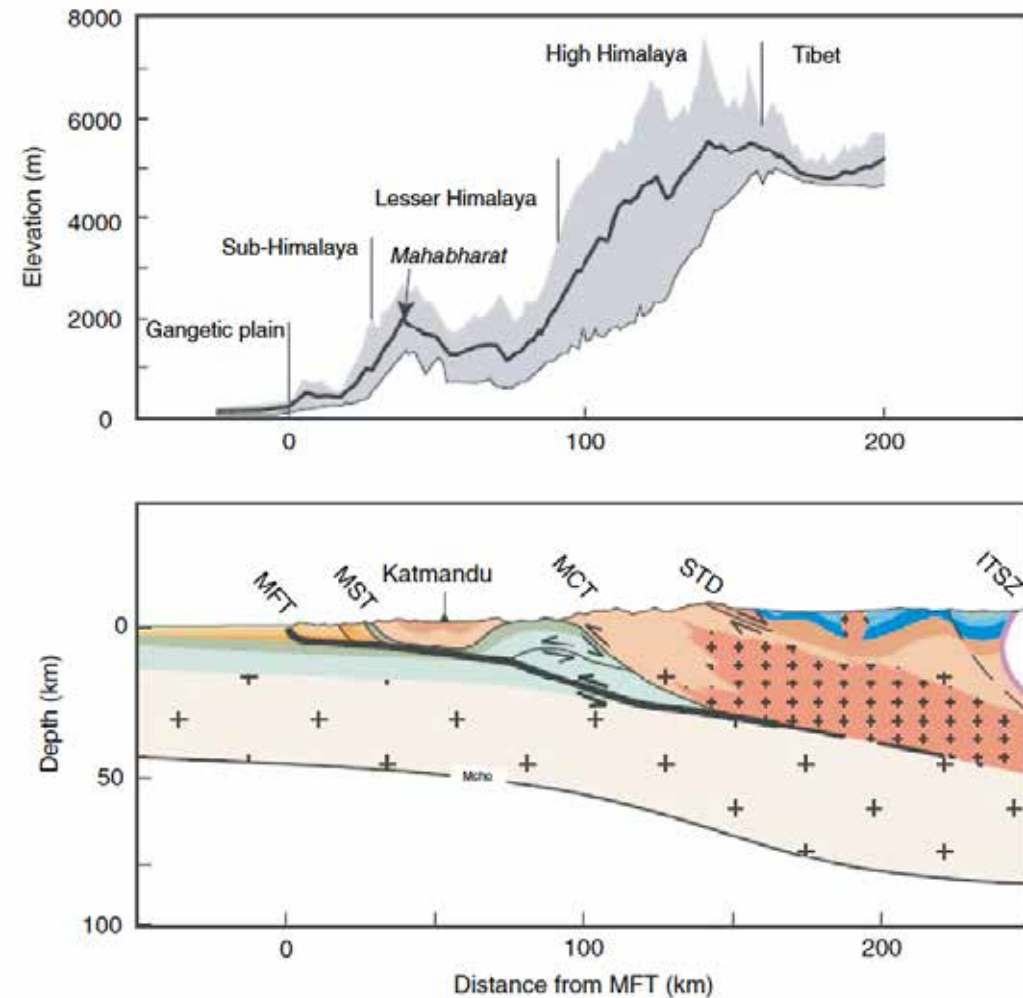 8000
6000
4000
2000
0
Elevation (m)
High Himalaya
Tibet
Lesser Himalaya
Sub-Himalaya
Mahabharat
Gangetic plain
0
100
200
MFT
MST
Katmandu
MCT
STD
ITSZ
0
50
100
Depth (km)
Moho
0
100
200
Distance from MFT (km)